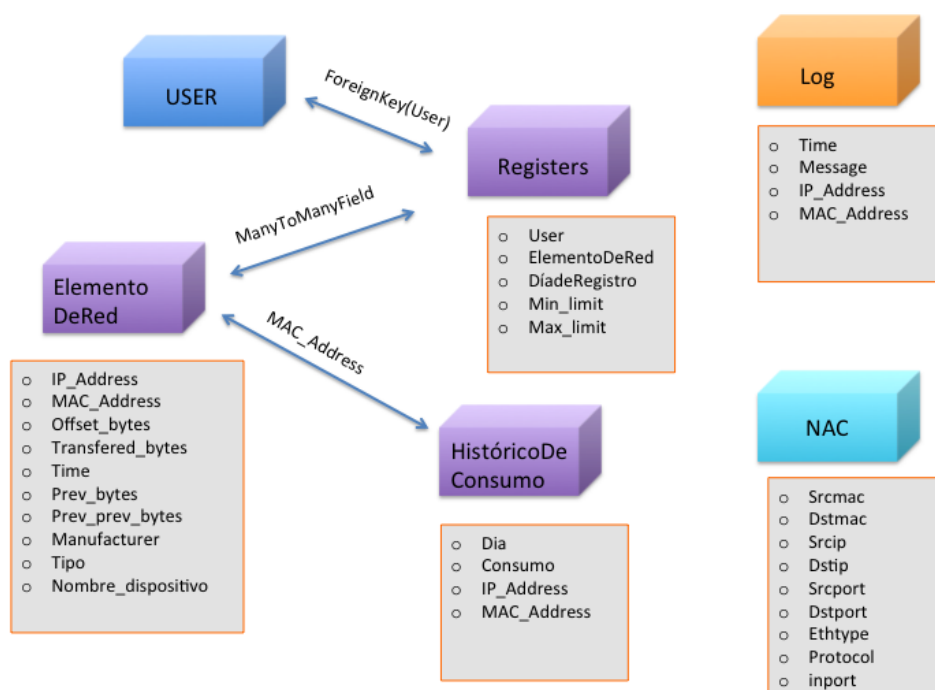 USER
ForeignKey(User)
Registers
User
ElementoDeRed
DíadeRegistro
Min_limit
Max_limit
ManyToManyField
Elemento
DeRed
IP_Address
MAC_Address
Offset_bytes
Transfered_bytes
Time
Prev_bytes
Prev_prev_bytes
Manufacturer
Tipo
Nombre_dispositivo
MAC_Address
HistóricoDe
Consumo
Dia
Consumo
IP_Address
MAC_Address
Log
Time
Message
IP_Address
MAC_Address
NAC
Srcmac
Dstmac
Srcip
Dstip
Srcport
Dstport
Ethtype
Protocol
inport